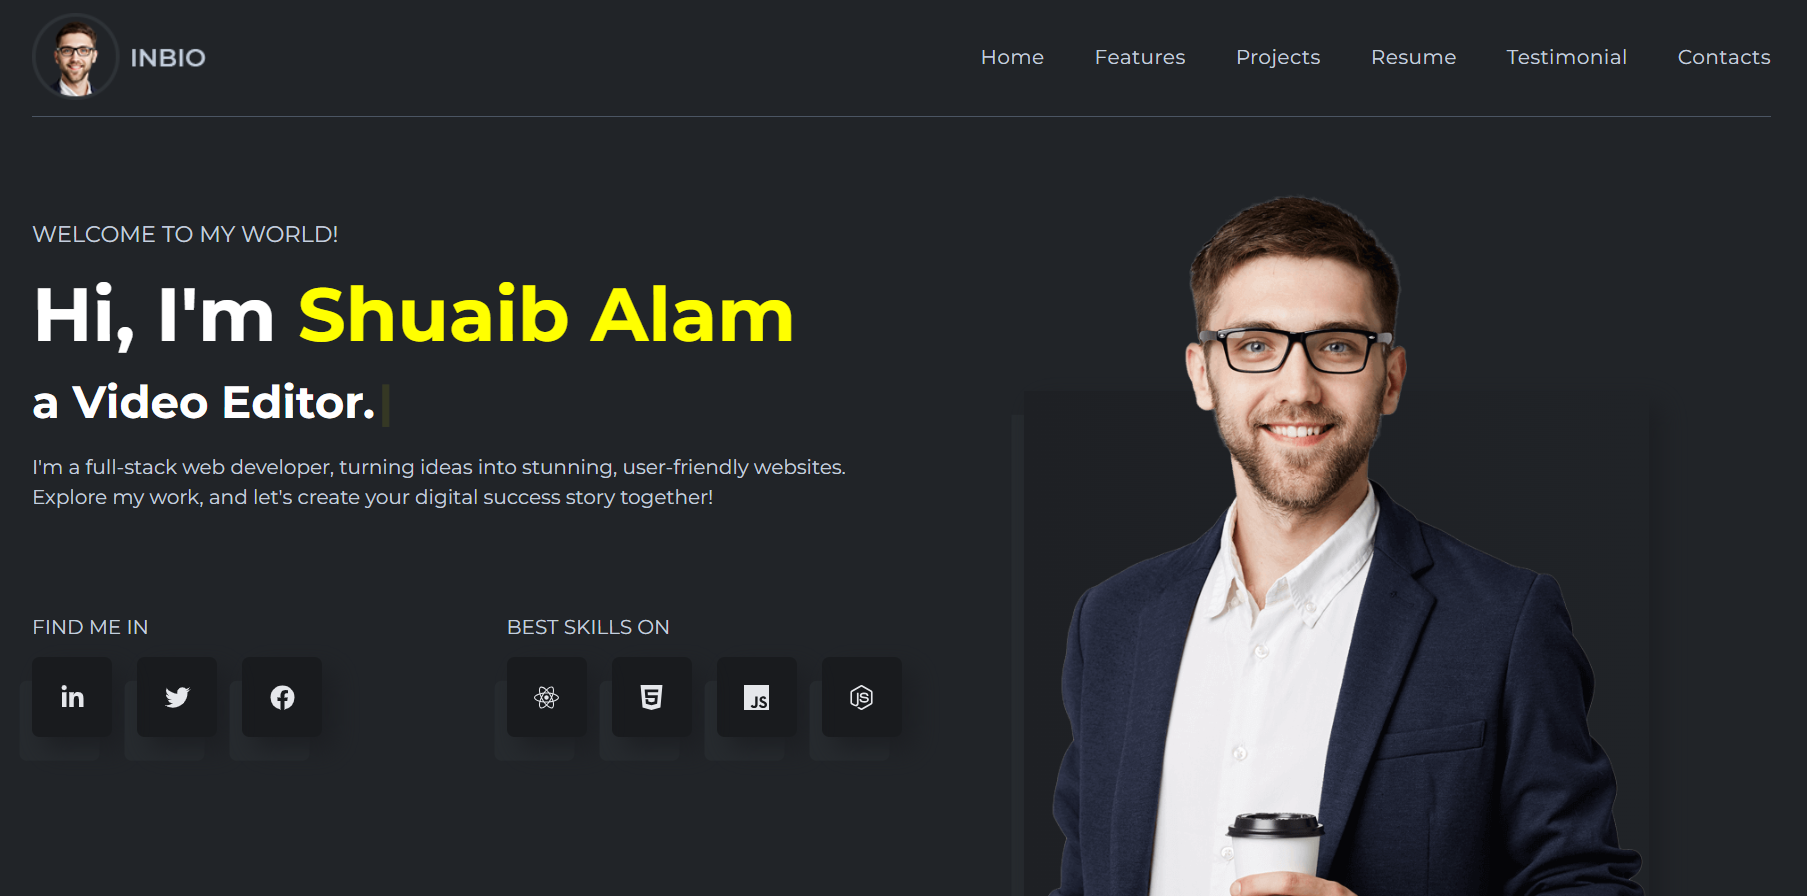 INBIO
Home Features Projects Resume Testimonial Contacts
WELCOME TO MY WORLD!
Hi, I'm Shuaib Alam
a Video Editor.
I'm a full-stack web developer, turning ideas into stunning, user-friendly websites.
Explore my work, and let's create your digital success story together!
FIND ME IN
BEST SKILLS ON
in
5
JS
JS